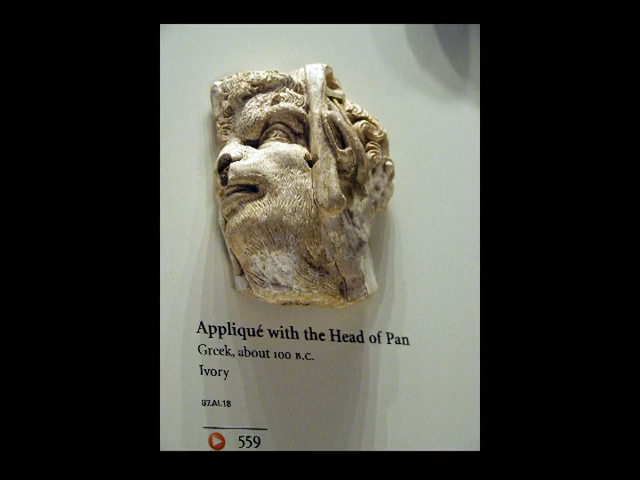 Appliqué with the Head of Pan
Greek, about 100 B.C.
Ivory
97.AI.18
559